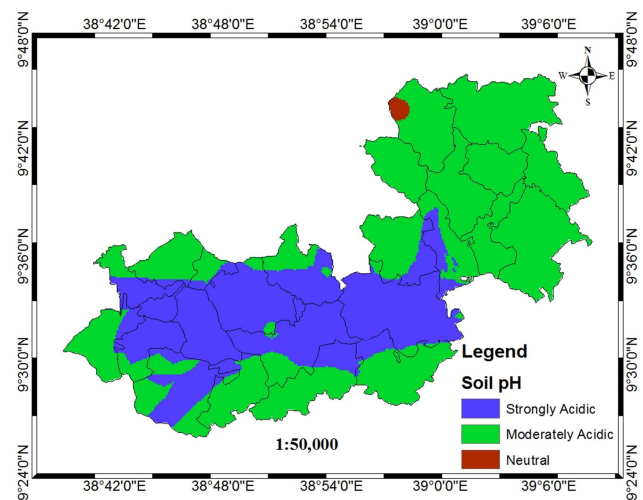 38°42'0"E 38°48'0"E 38°54'0"E 39°0'0"E 39°6'0"E
9°48'0"N 9°48'0"N
N
W E
S
9°42'0"N 9°42'0"N
9°36'0"N 9°36'0"N
9°30'0"N 9°30'0"N
Legend
Soil pH
Strongly Acidic
Moderately Acidic
Neutral
1:50,000
9°24'0"N 9°24'0"N
38°42'0"E 38°48'0"E 38°54'0"E 39°0'0"E 39°6'0"E